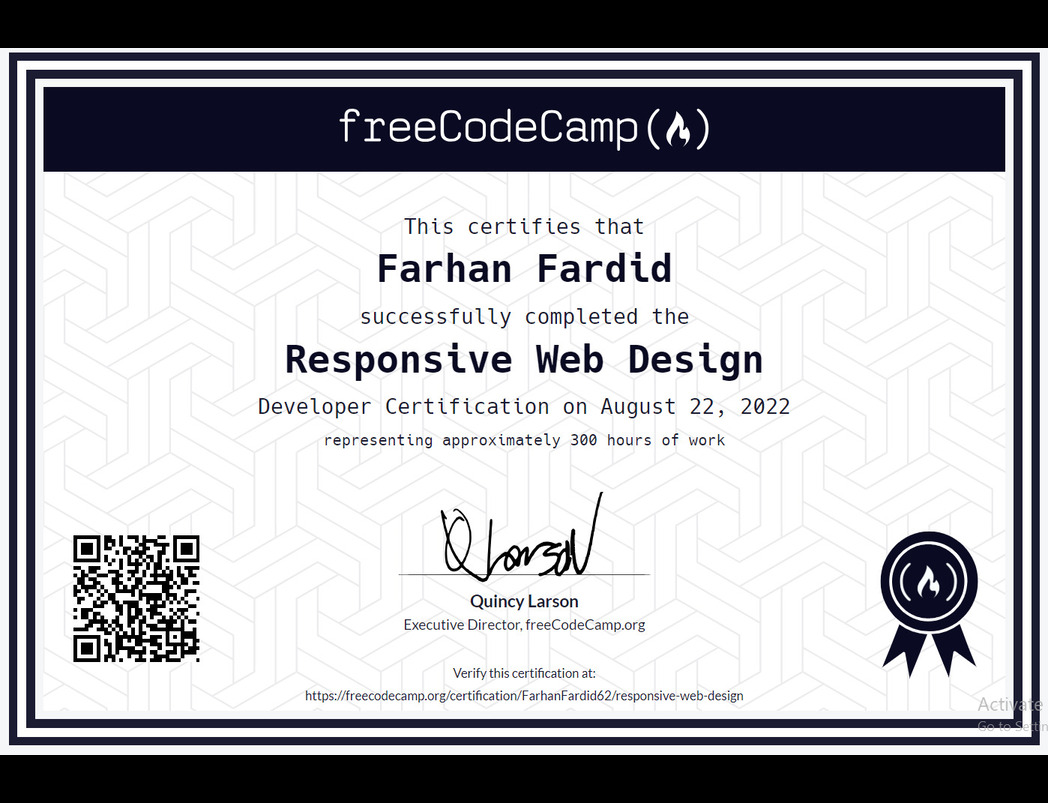 freeCodeCamp
This certifies that
Farhan Fardid
successfully completed the
Responsive Web Design
Developer Certification on August 22, 2022
representing approximately 300 hours of work
Q Larson
Quincy Larson
Executive Director, freeCodeCamp.org
Verify this certification at:
https://freecodecamp.org/certification/FarhanFardid62/responsive-web-design
Activate
Go to Settin